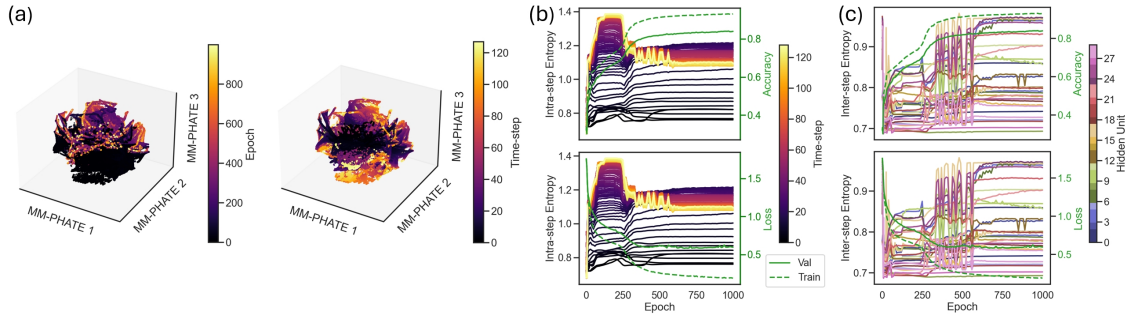 (a)
MM-PHATE 1
MM-PHATE 2
MM-PHATE 3
0
200
400
600
800
Epoch
MM-PHATE 1
MM-PHATE 2
MM-PHATE 3
0
20
40
60
80
100
120
Time-step
(b)
1.4
1.2
1.0
0.8
Intra-step Entropy
0.8
0.6
0.4
Accuracy
1.4
1.2
1.0
0.8
Intra-step Entropy
1.5
1.0
0.5
Loss
0
250
500
750
1000
Epoch
0
20
40
60
80
100
120
Time-step
Val
Train
(c)
0.9
0.8
0.7
Inter-step Entropy
0.8
0.6
0.4
Accuracy
0.9
0.8
0.7
Inter-step Entropy
1.5
1.0
0.5
Loss
0
250
500
750
1000
Epoch
27
24
21
18
15
12
9
6
3
0
Hidden Unit